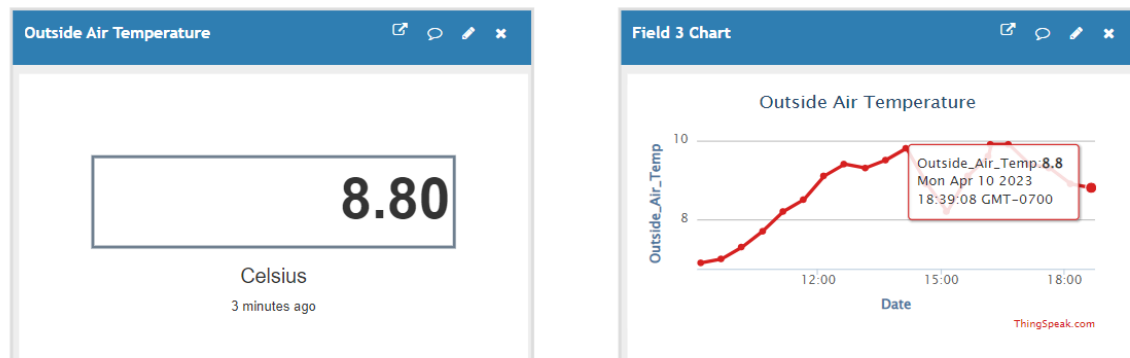 Outside Air Temperature
8.80
Celsius
3 minutes ago
Field 3 Chart
Outside Air Temperature
Outside_Air_Temp
10
8
Outside_Air_Temp:8.8
Mon Apr 10 2023
18:39:08 GMT-0700
12:00 15:00 18:00
Date
ThingSpeak.com